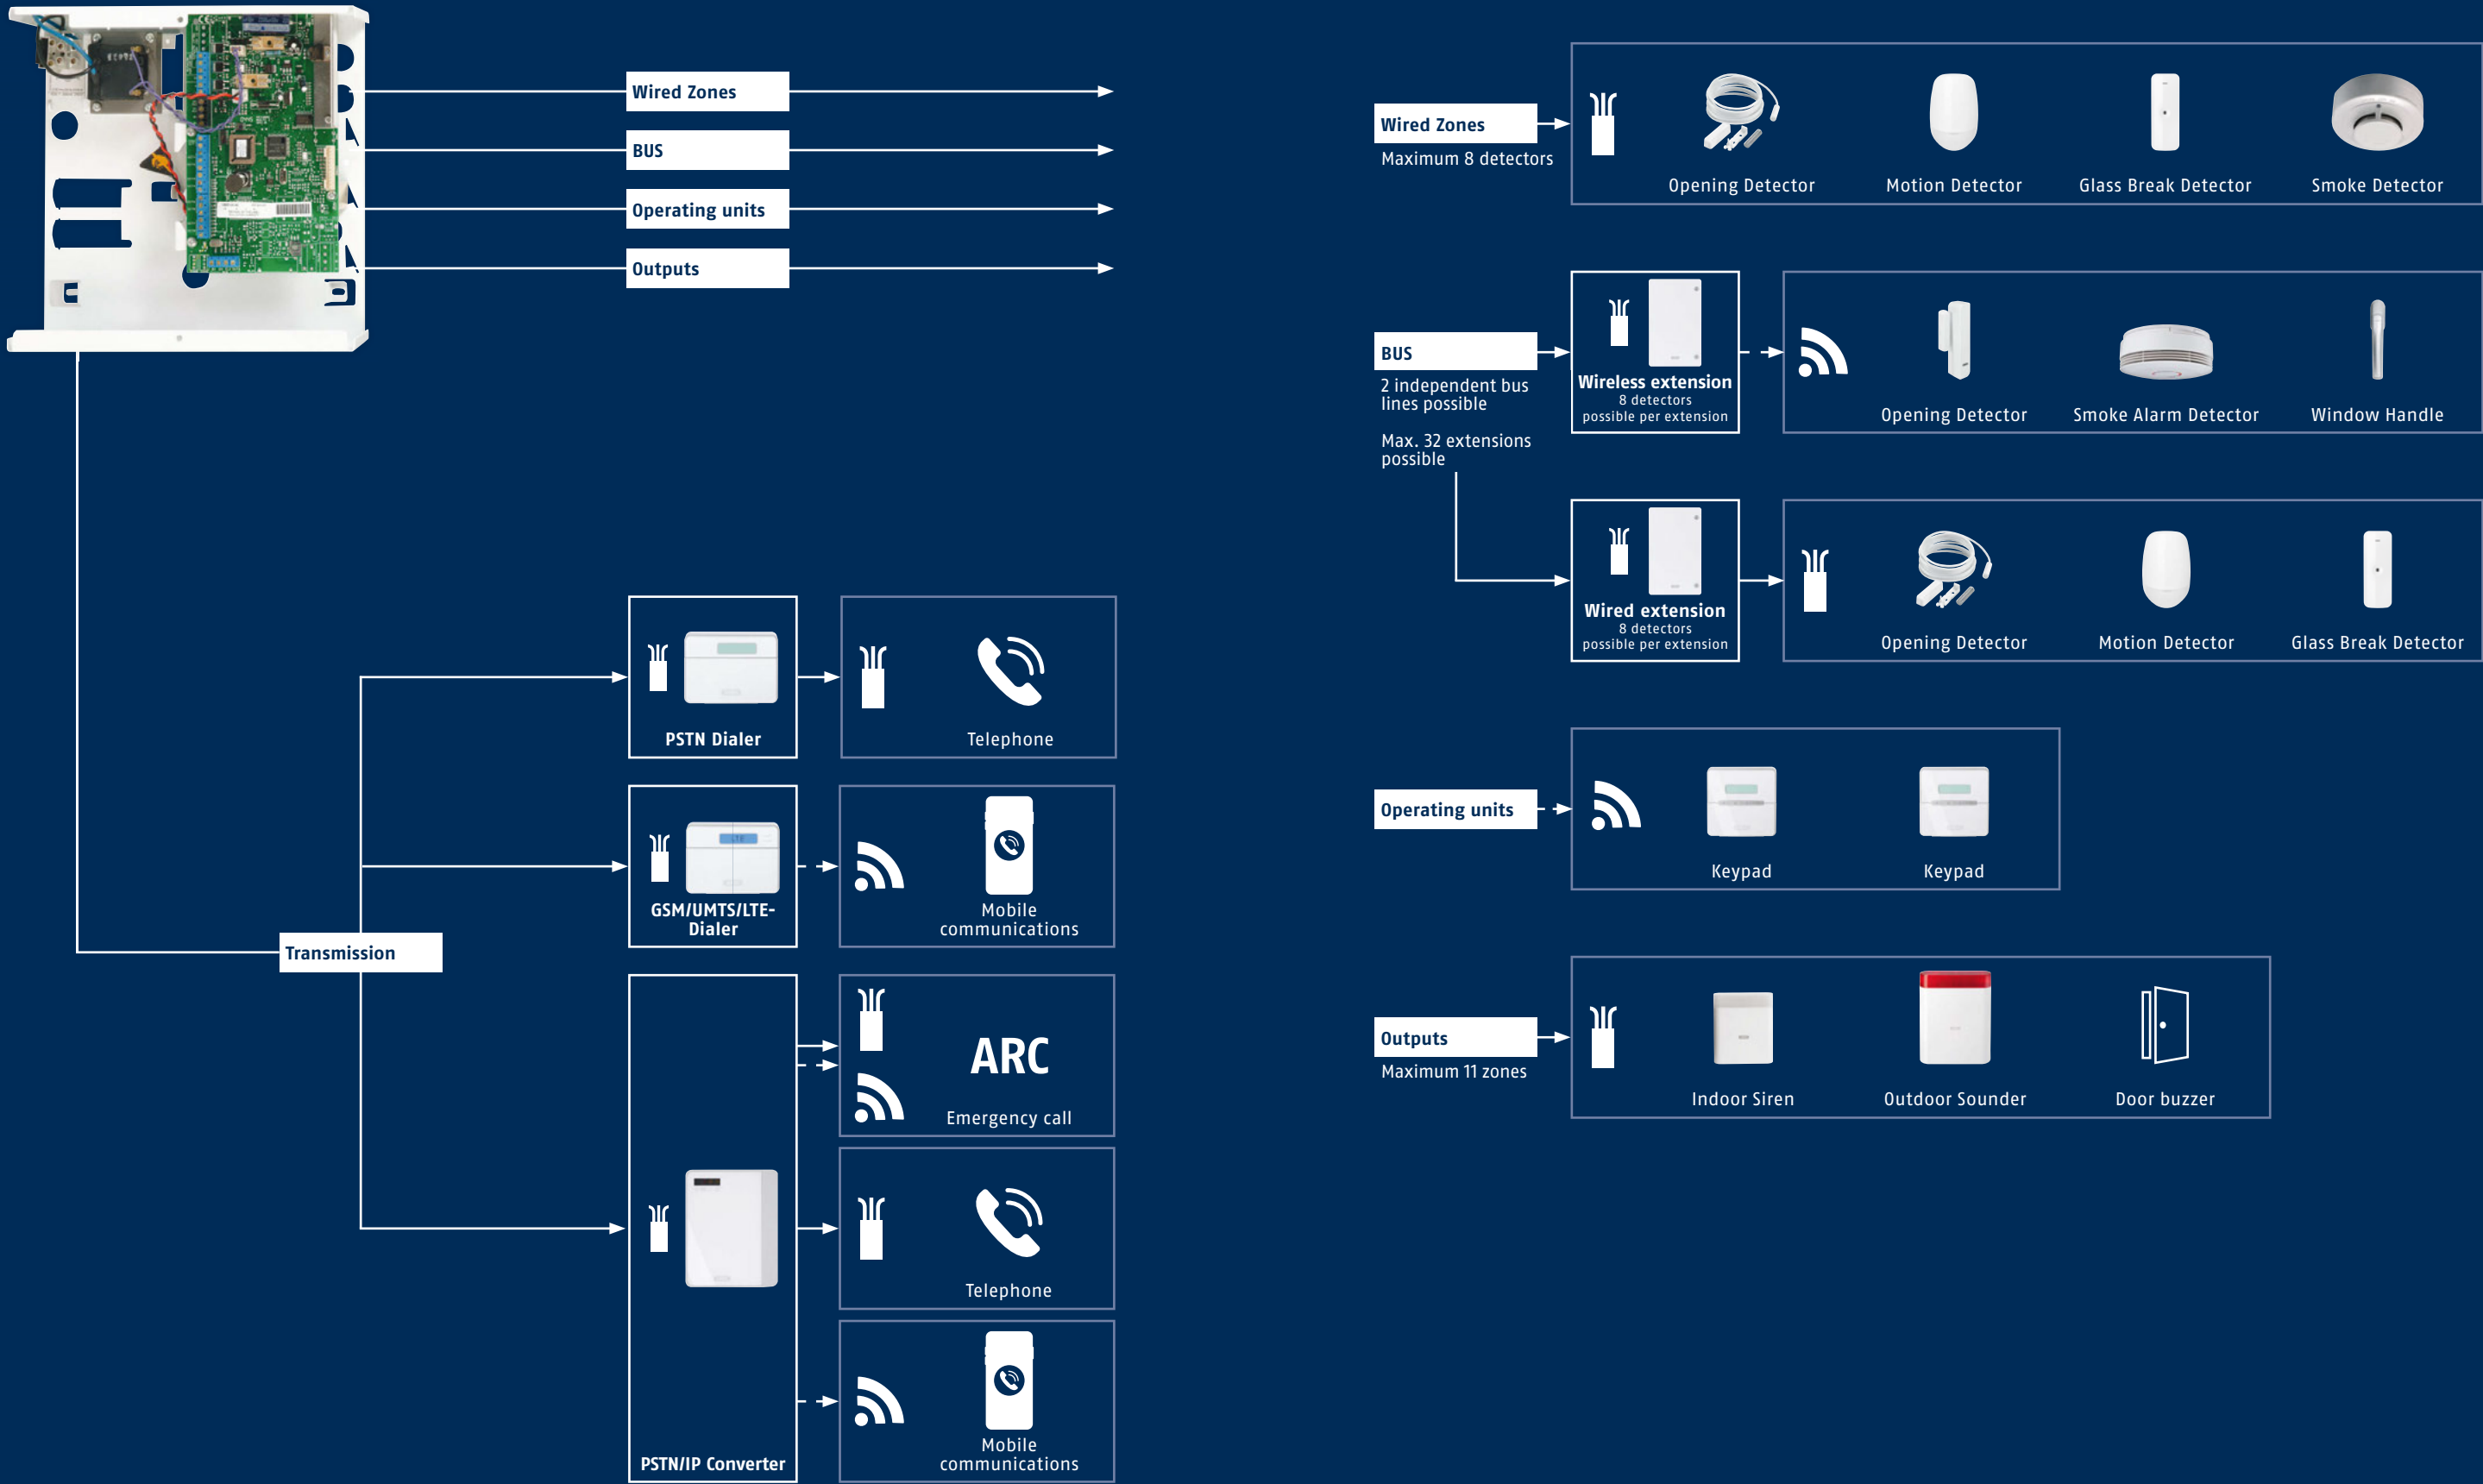 Wired Zones
BUS
Operating units
Outputs
Transmission
PSTN Dialer
Telephone
LTE
GSM/UMTS/LTE-
Dialer
Mobile
communications
PSTN/IP Converter
ARC
Emergency call
Telephone
Mobile
communications
Wired Zones
Maximum 8 detectors
Opening Detector
Motion Detector
Glass Break Detector
Smoke Detector
BUS
2 independent bus
lines possible
Max. 32 extensions
possible
Wireless extension
8 detectors
possible per extension
Opening Detector
Smoke Alarm Detector
Window Handle
Wired extension
8 detectors
possible per extension
Opening Detector
Motion Detector
Glass Break Detector
Operating units
Keypad
Keypad
Outputs
Maximum 11 zones
Indoor Siren
Outdoor Sounder
Door buzzer